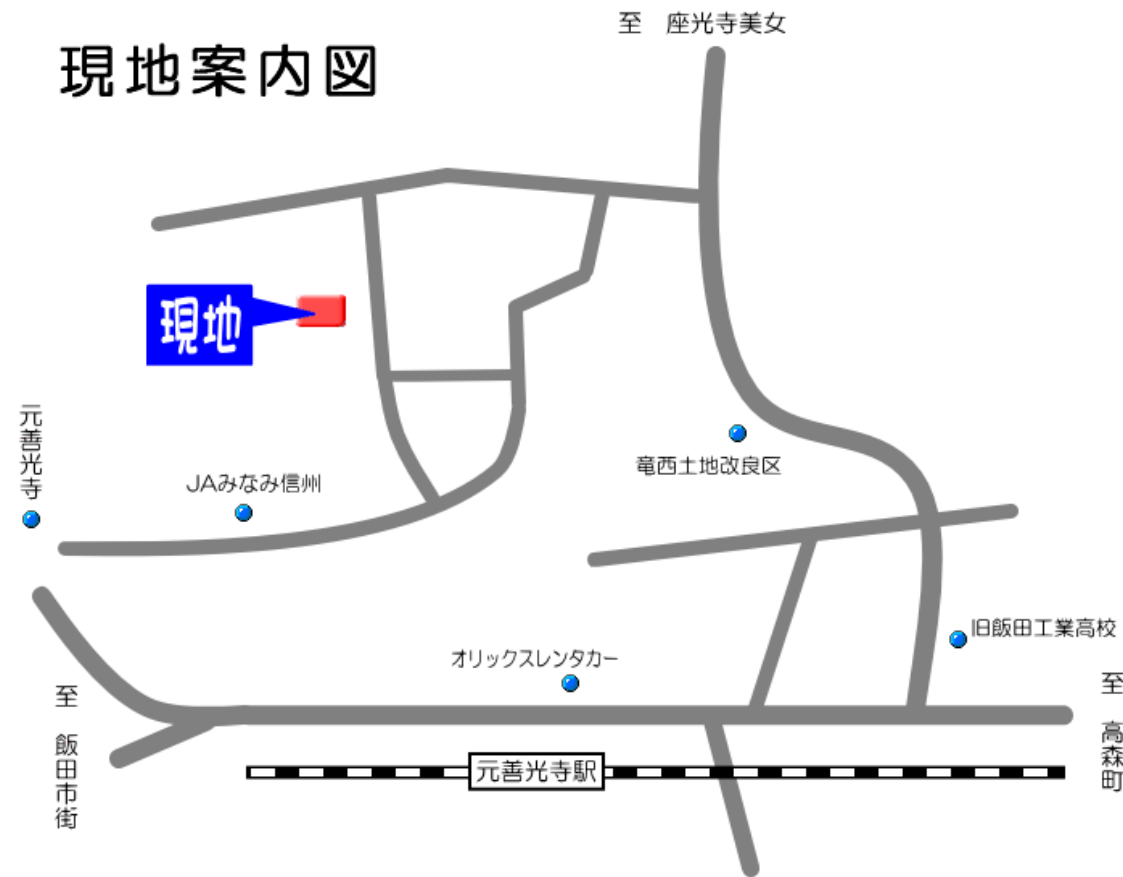 至 座光寺美女
現地案内図
現地
元善光寺
JAみなみ信州
竜西土地改良区
旧飯田工業高校
オリックスレンタカー
至 飯田市街
至 高森町
元善光寺駅